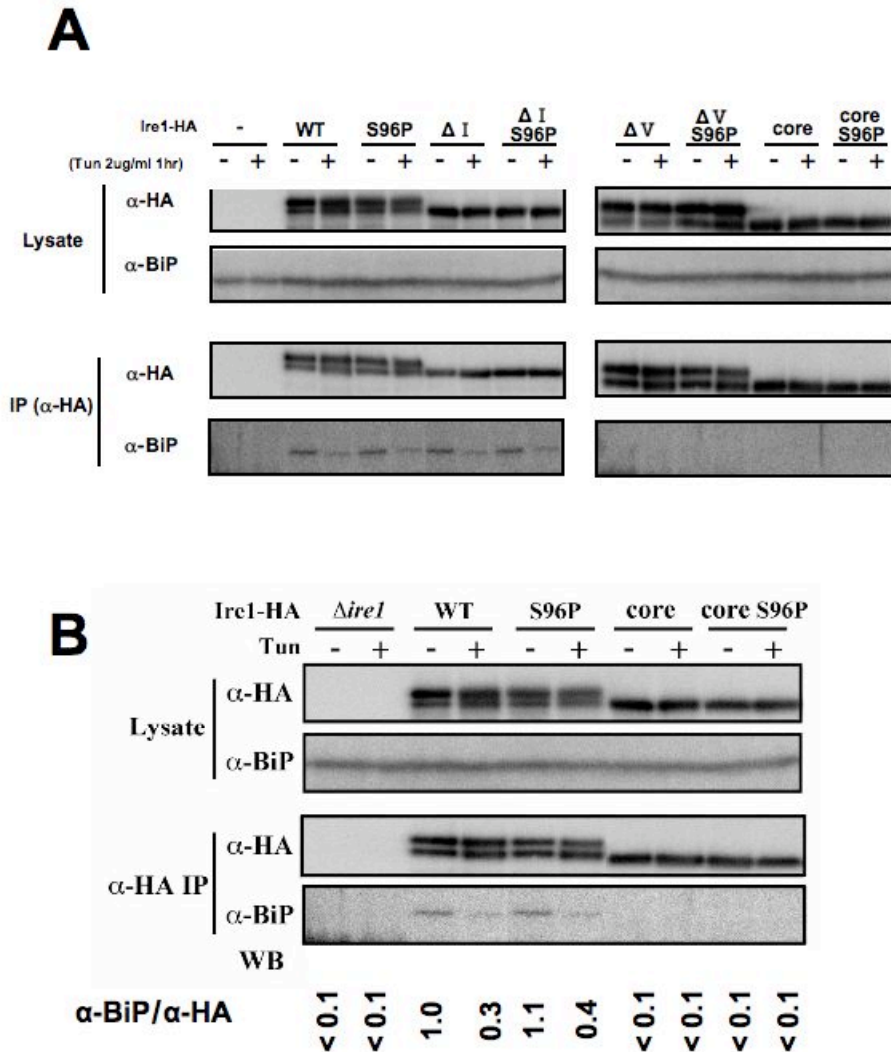 A
Ire1-HA - WT S96P Δ I Δ I S96P Δ V Δ V S96P core core S96P
(Tun 2ug/ml 1hr) - + - + - + - + - + - + - + - + - +
Lysate
α-HA
α-BiP
IP (α-HA)
α-HA
α-BiP
B
Ire1-HA Δire1 WT S96P core core S96P
Tun - + - + - + - + - +
Lysate
α-HA
α-BiP
α-HA IP
α-HA
α-BiP
WB
α-BiP/α-HA < 0.1 < 0.1 1.0 0.3 1.1 0.4 < 0.1 < 0.1 < 0.1 < 0.1